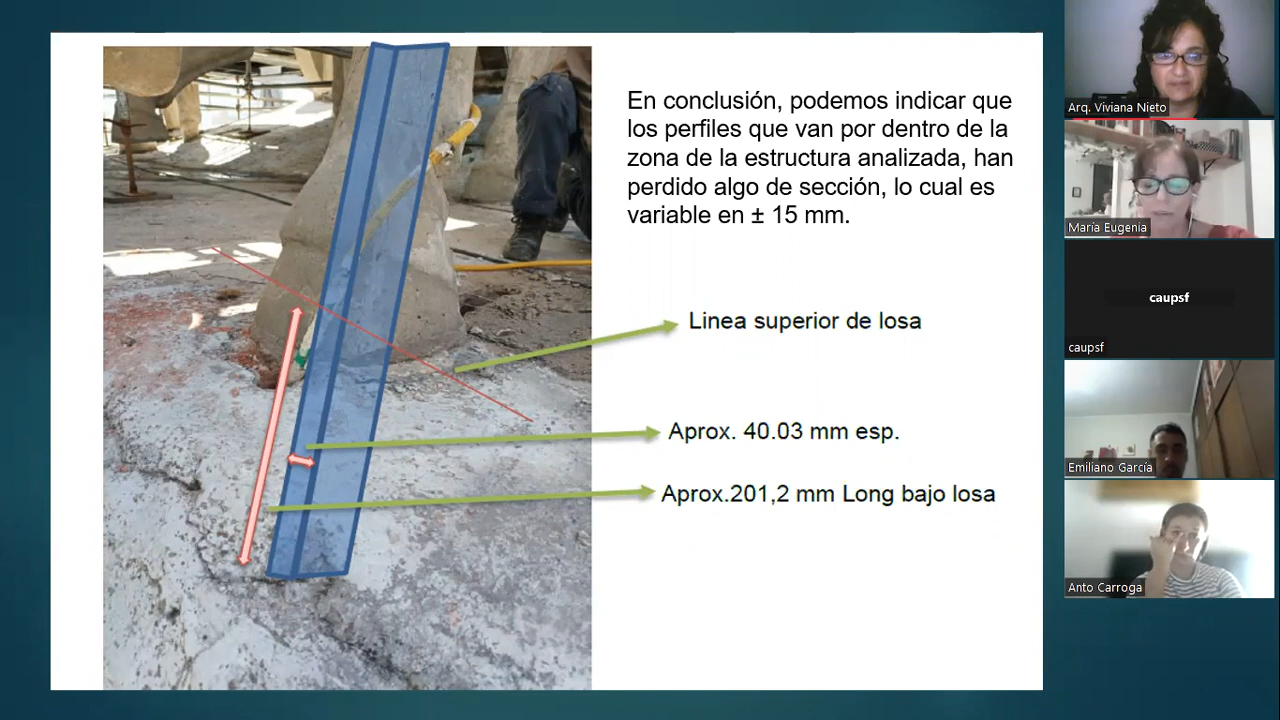 En conclusión, podemos indicar que
los perfiles que van por dentro de la
zona de la estructura analizada, han
perdido algo de sección, lo cual es
variable en ± 15 mm.
Linea superior de losa
Aprox. 40.03 mm esp.
Aprox.201,2 mm Long bajo losa
Arq. Viviana Nieto
María Eugenia
caupsf
caupsf
Emiliano García
Anto Carroga